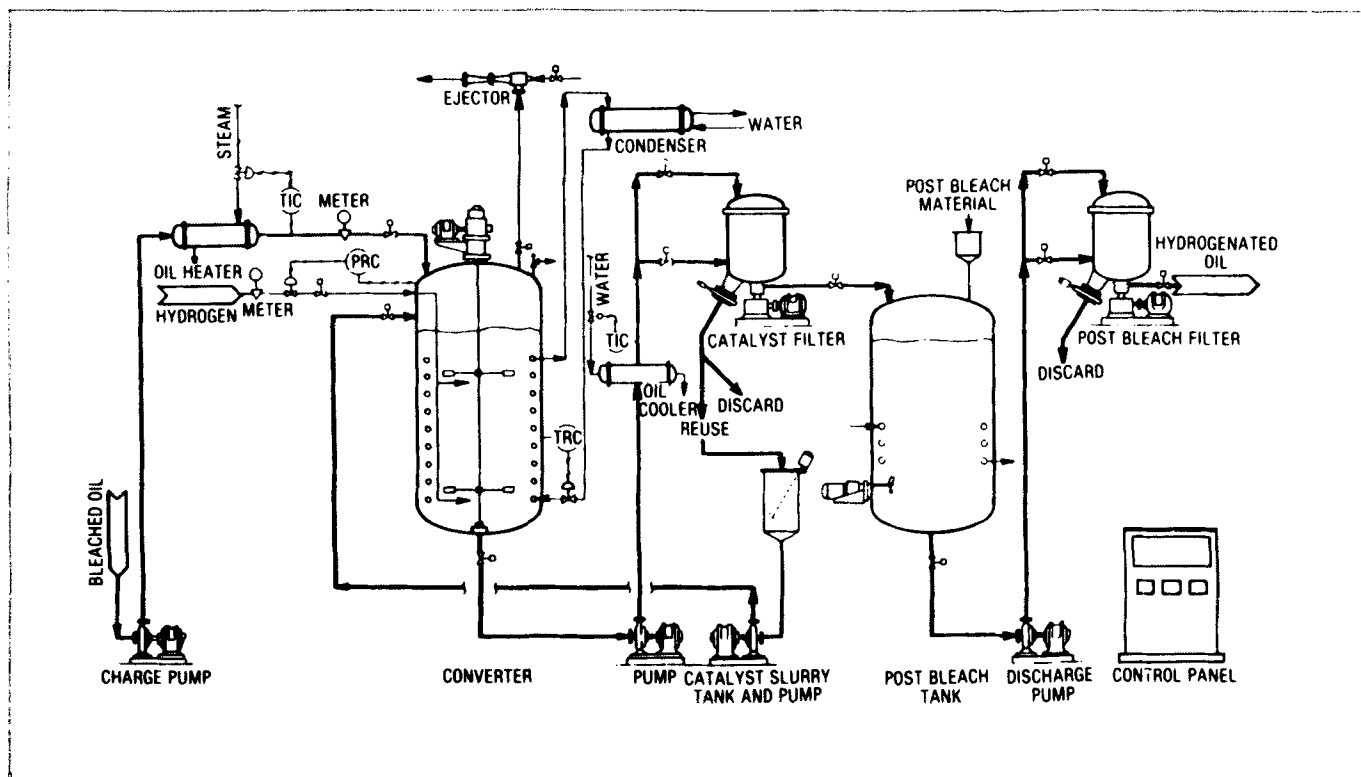 EJECTOR
WATER
CONDENSER
STEAM
TIC
METER
OIL HEATER
PRC
HYDROGEN
METER
WATER
TIC
OIL
COOLER
CATALYST FILTER
DISCARD
REUSE
TRC
POST BLEACH
MATERIAL
HYDROGENATED
OIL
POST BLEACH FILTER
DISCARD
BLEACHED OIL
CHARGE PUMP
CONVERTER
PUMP
CATALYST SLURRY
TANK AND PUMP
POST BLEACH
TANK
DISCHARGE
PUMP
CONTROL PANEL